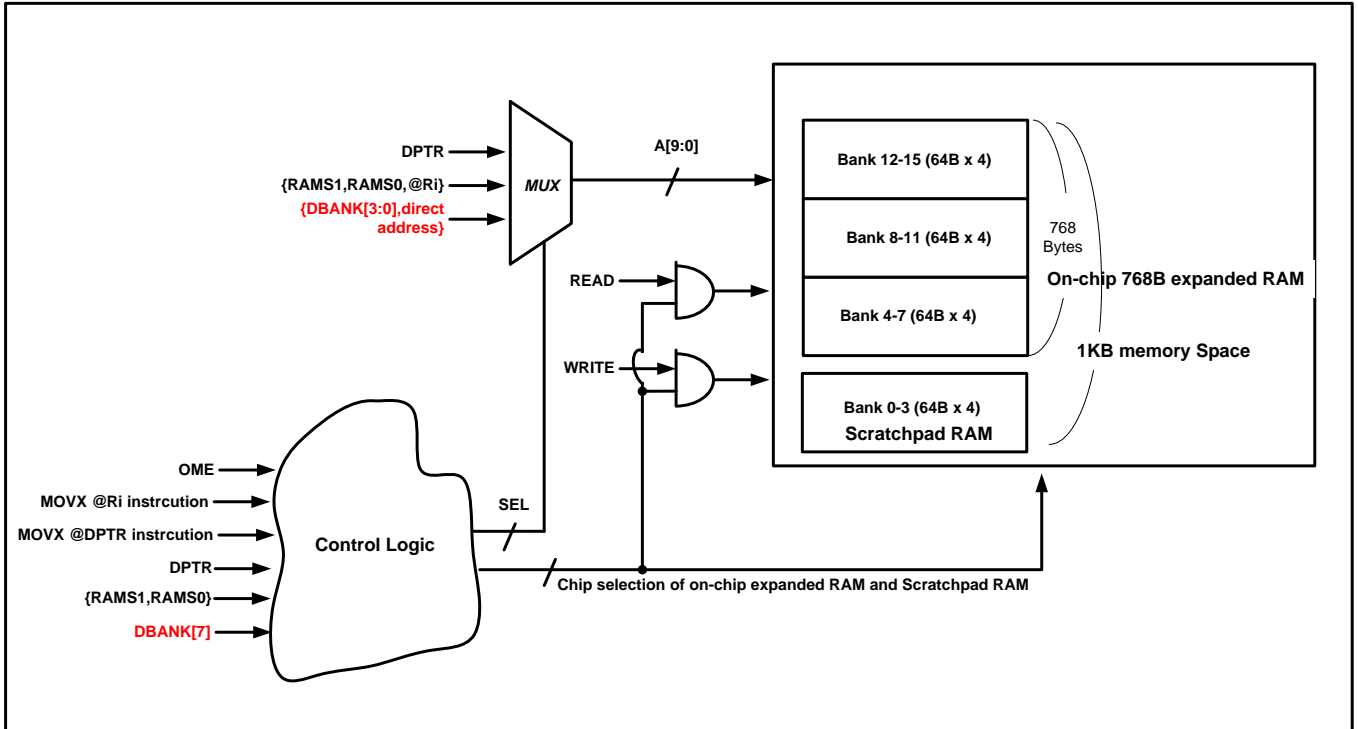 DPTR
{RAMS1,RAMS0,@Ri}
{DBANK[3:0],direct
address}
MUX
A[9:0]
READ
WRITE
Bank 12-15 (64B x 4)
Bank 8-11 (64B x 4)
Bank 4-7 (64B x 4)
768
Bytes
On-chip 768B expanded RAM
1KB memory Space
Bank 0-3 (64B x 4)
Scratchpad RAM
OME
MOVX @Ri instrcution
MOVX @DPTR instrcution
DPTR
{RAMS1,RAMS0}
DBANK[7]
Control Logic
SEL
Chip selection of on-chip expanded RAM and Scratchpad RAM